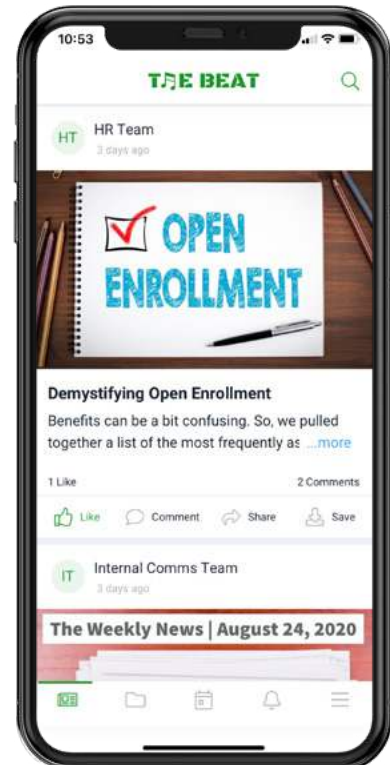 10:53
THE BEAT
HT
HR Team
3 days ago
OPEN
ENROLLMENT
Demystifying Open Enrollment
Benefits can be a bit confusing. So, we pulled
together a list of the most frequently as ...more
1 Like
2 Comments
Like
Comment
Share
Save
IT
Internal Comms Team
3 days ago
The Weekly News | August 24, 2020